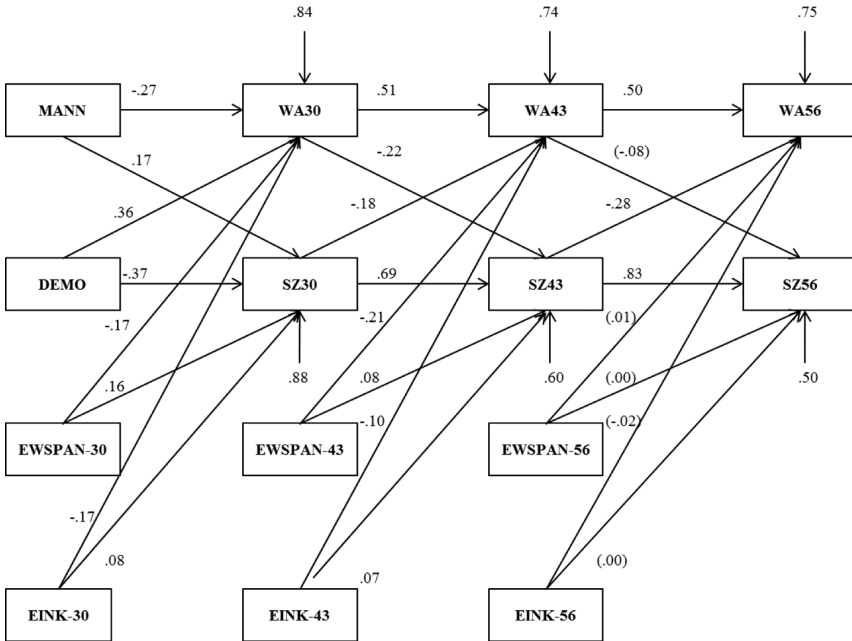 .84 .74 .75
-.27 .51 .50
MANN WA30 WA43 WA56
.17 -.22 (-.08)
.36 -.18 -.28
-.37 .69 .83
DEMO SZ30 SZ43 SZ56
-.17 -.21 (.01)
.16 .88 .08 .60 (.00) .50
-.10 (-.02)
EWSPAN-30 EWSPAN-43 EWSPAN-56
-.17
.08 .07 (.00)
EINK-30 EINK-43 EINK-56